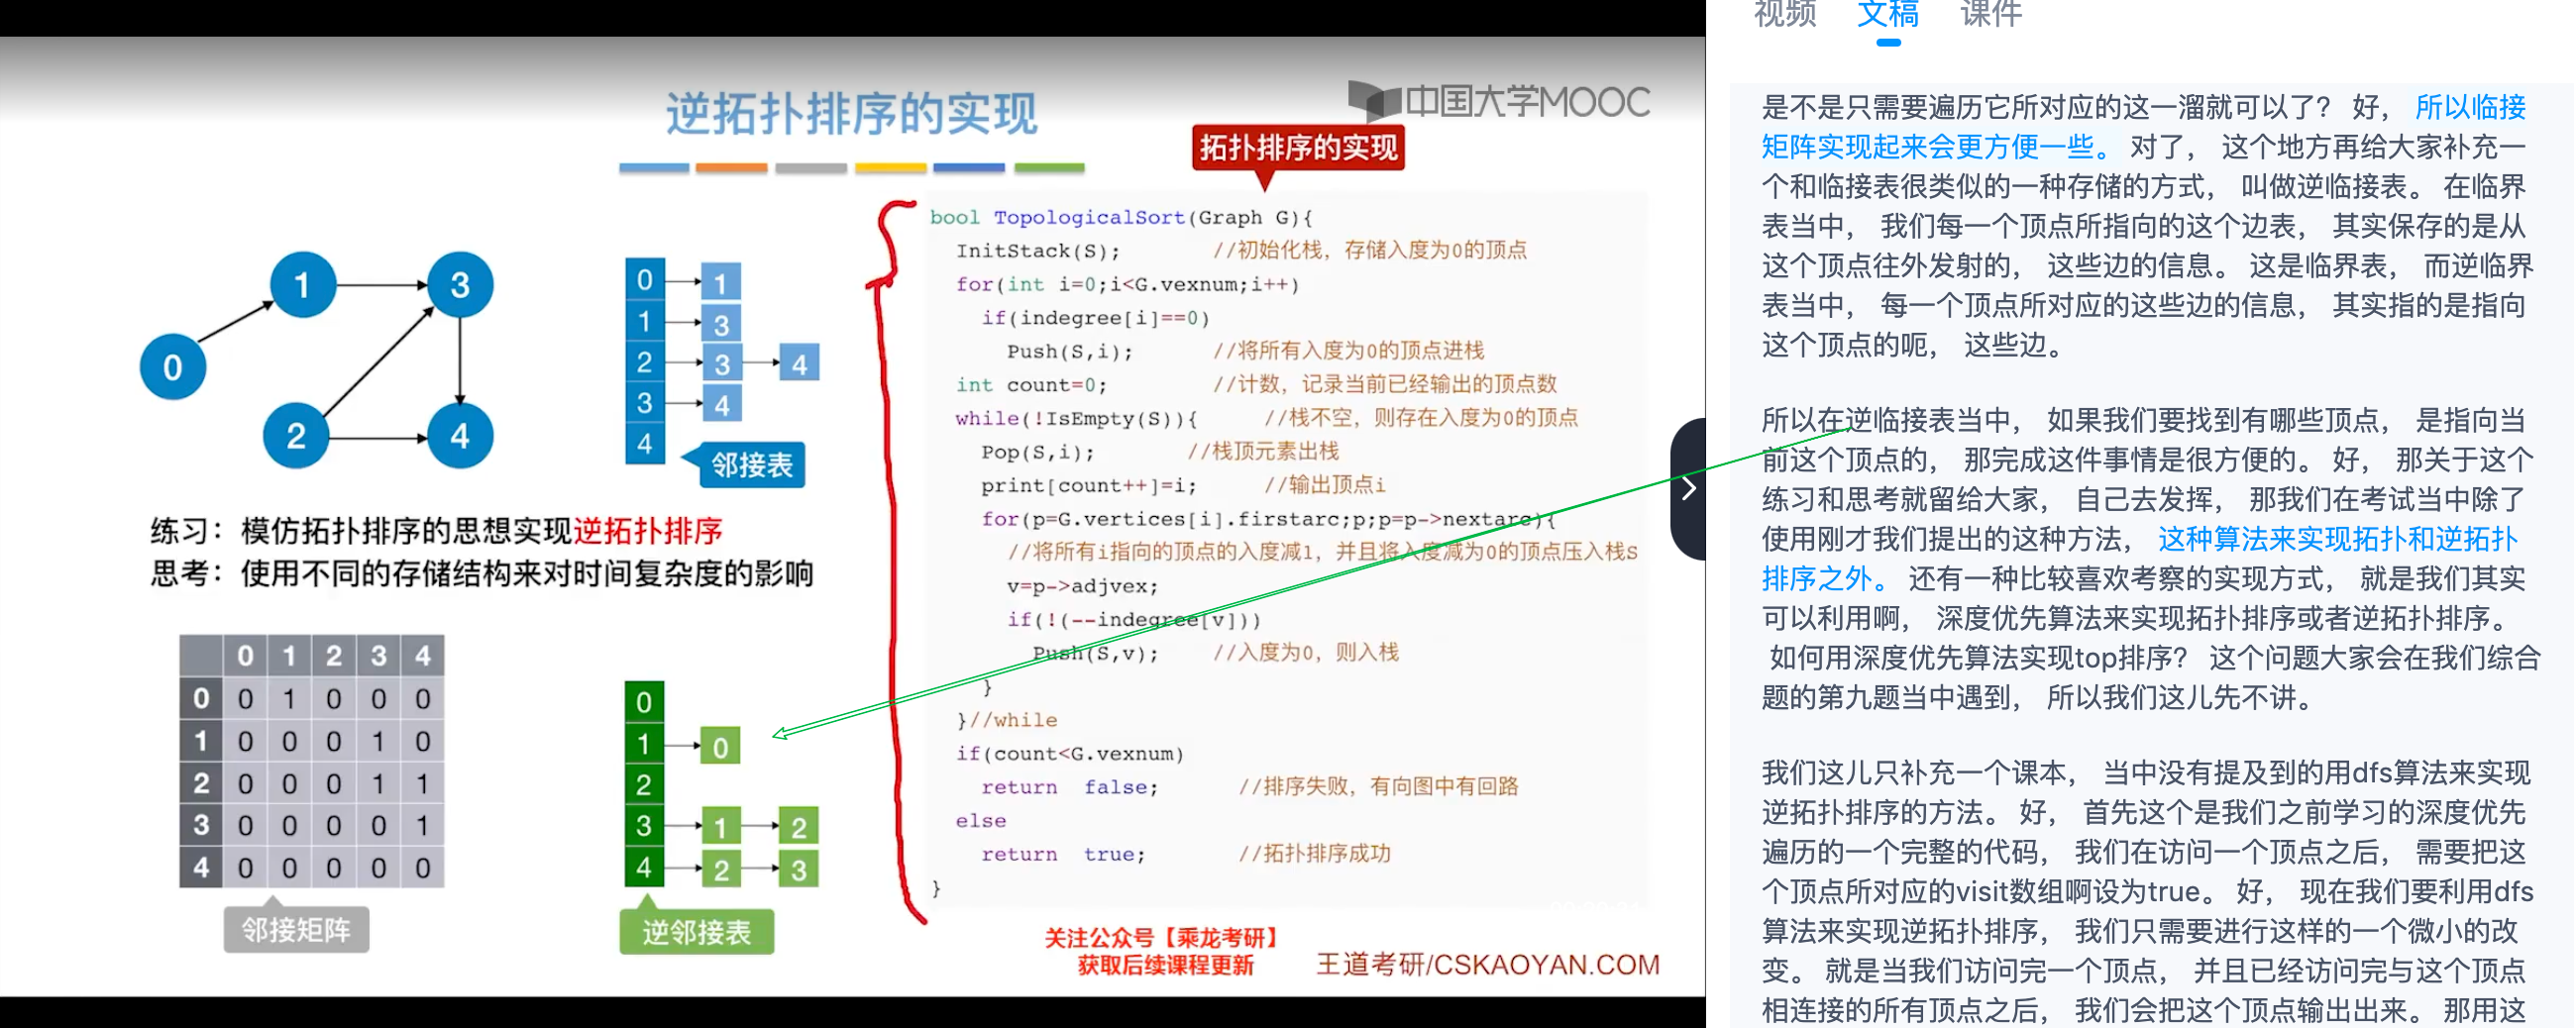 逆拓扑排序的实现
中国大学MOOC
拓扑排序的实现
1
3
0
2
4
0 1
1 3
2 3 4
3 4
4
邻接表
练习：模仿拓扑排序的思想实现逆拓扑排序
思考：使用不同的存储结构来对时间复杂度的影响
0 1 2 3 4
0 0 1 0 0 0
1 0 0 0 1 0
2 0 0 0 1 1
3 0 0 0 0 1
4 0 0 0 0 0
邻接矩阵
0
1 0
2
3 1 2
4 2 3
逆邻接表
bool TopologicalSort(Graph G){
InitStack(S); //初始化栈，存储入度为0的顶点
for(int i=0;i<G.vexnum;i++)
if(indegree[i]==0)
Push(S,i); //将所有入度为0的顶点进栈
int count=0; //计数，记录当前已经输出的顶点数
while(!IsEmpty(S)){ //栈不空，则存在入度为0的顶点
Pop(S,i); //栈顶元素出栈
print[count++]=i; //输出顶点i
for(p=G.vertices[i].firstarc;p;p=p->nextarc){
//将所有i指向的顶点的入度减1，并且将入度减为0的顶点压入栈S
v=p->adjvex;
if(!(--indegree[v]))
Push(S,v); //入度为0，则入栈
}
}//while
if(count<G.vexnum)
return false; //排序失败，有向图中有回路
else
return true; //拓扑排序成功
}
关注公众号【乘龙考研】
获取后续课程更新
王道考研/CSKAOYAN.COM
视频 文稿 课件
是不是只需要遍历它所对应的这一溜就可以了？ 好， 所以临接
矩阵实现起来会更方便一些。 对了， 这个地方再给大家补充一
个和临接表很类似的一种存储的方式， 叫做逆临接表。 在临界
表当中， 我们每一个顶点所指向的这个边表， 其实保存的是从
这个顶点往外发射的， 这些边的信息。 这是临界表， 而逆临界
表当中， 每一个顶点所对应的这些边的信息， 其实指的是指向
这个顶点的呃， 这些边。
所以在逆临接表当中， 如果我们要找到有哪些顶点， 是指向当
前这个顶点的， 那完成这件事情是很方便的。 好， 那关于这个
练习和思考就留给大家， 自己去发挥， 那我们在考试当中除了
使用刚才我们提出的这种方法， 这种算法来实现拓扑和逆拓扑
排序之外。 还有一种比较喜欢考察的实现方式， 就是我们其实
可以利用啊， 深度优先算法来实现拓扑排序或者逆拓扑排序。
如何用深度优先算法实现top排序？ 这个问题大家会在我们综合
题的第九题当中遇到， 所以我们这儿先不讲。
我们这儿只补充一个课本， 当中没有提及到的用dfs算法来实现
逆拓扑排序的方法。 好， 首先这个是我们之前学习的深度优先
遍历的一个完整的代码， 我们在访问一个顶点之后， 需要把这
个顶点所对应的visit数组啊设为true。 好， 现在我们要利用dfs
算法来实现逆拓扑排序， 我们只需要进行这样的一个微小的改
变。 就是当我们访问完一个顶点， 并且已经访问完与这个顶点
相连接的所有顶点之后， 我们会把这个顶点输出出来。 那用这